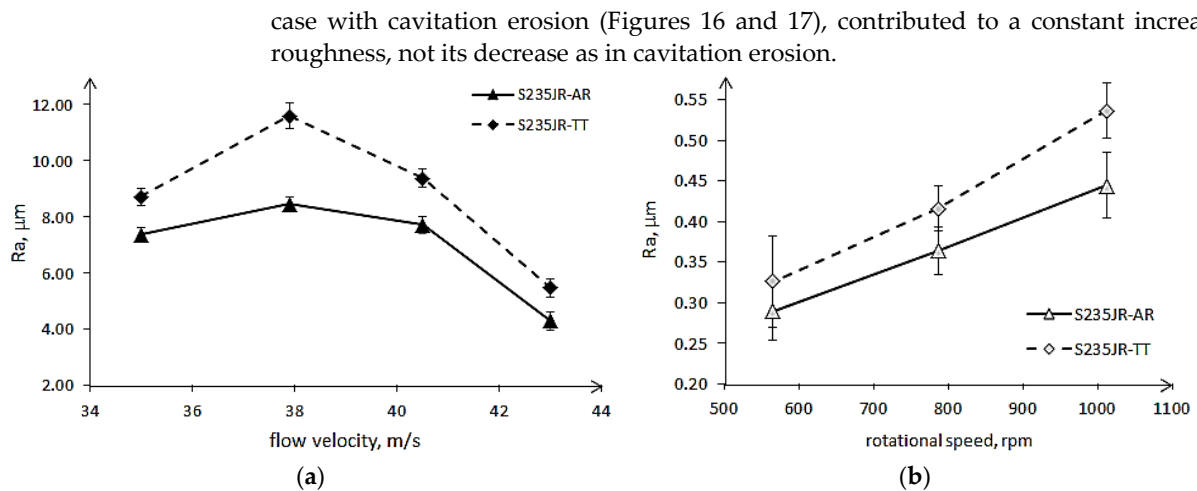 case with cavitation erosion (Figures 16 and 17), contributed to a constant increa
roughness, not its decrease as in cavitation erosion.
12.00
10.00
8.00
6.00
4.00
2.00
Ra, μm
S235JR-AR
S235JR-TT
34 36 38 40 42 44
flow velocity, m/s
(a)
0.55
0.50
0.45
0.40
0.35
0.30
0.25
0.20
Ra, μm
S235JR-AR
S235JR-TT
500 600 700 800 900 1000 1100
rotational speed, rpm
(b)